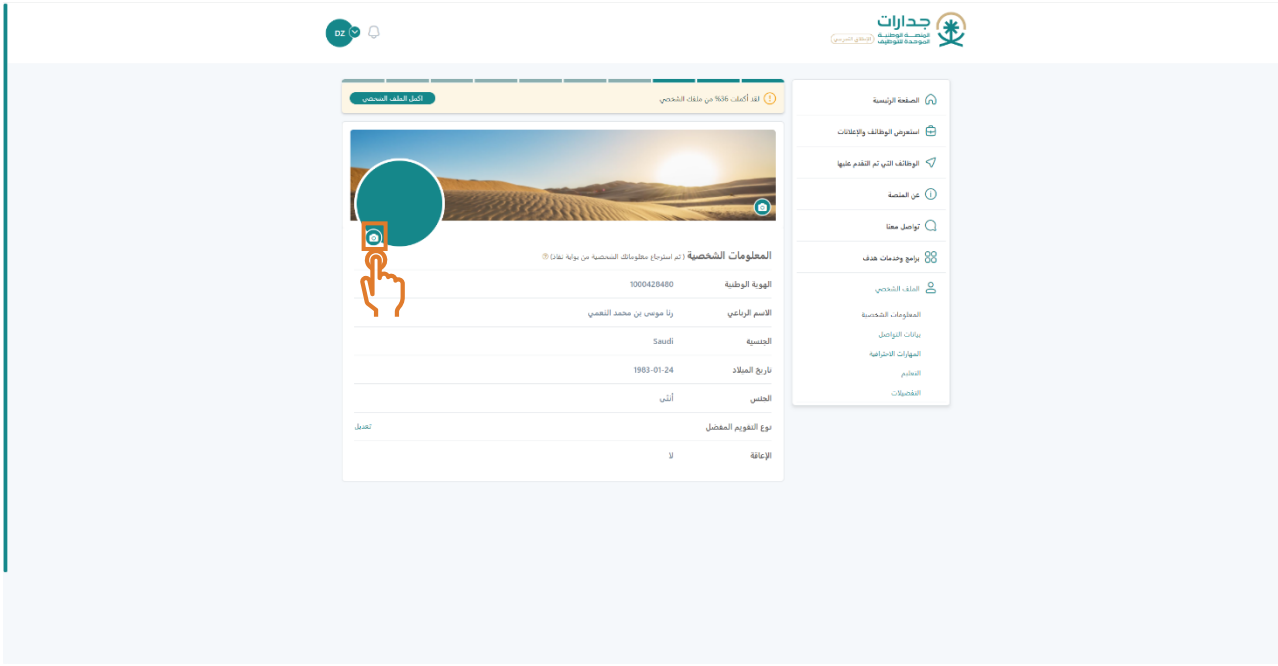 جدارات
المنصة الوطنية
الموحدة للتوظيف
DZ
الصفحة الرئيسية
استعرض الوظائف والإعلانات
الوظائف التي تم التقدم عليها
عن المنصة
تواصل معنا
برامج وخدمات هدف
الملف الشخصي
المعلومات الشخصية
بيانات التواصل
المهارات الاحترافية
التعليم
التفضيلات
لقد أكملت 36% من ملفك الشخصي
اكمل الملف الشخصي
المعلومات الشخصية (تم استرجاع معلوماتك الشخصية من بوابة نفاذ)
الهوية الوطنية 1000428480
الاسم الرباعي رنا موسى بن محمد النعمي
الجنسية Saudi
تاريخ الميلاد 1983-01-24
الجنس أنثى
نوع التقويم المفضل تعديل
الإعاقة لا